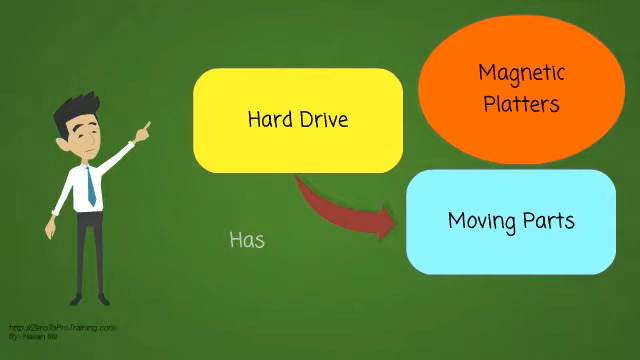 Magnetic
Platters
Hard Drive
Moving Parts
Has
http://ZeroToProTraining.com
By: Hasan Mir